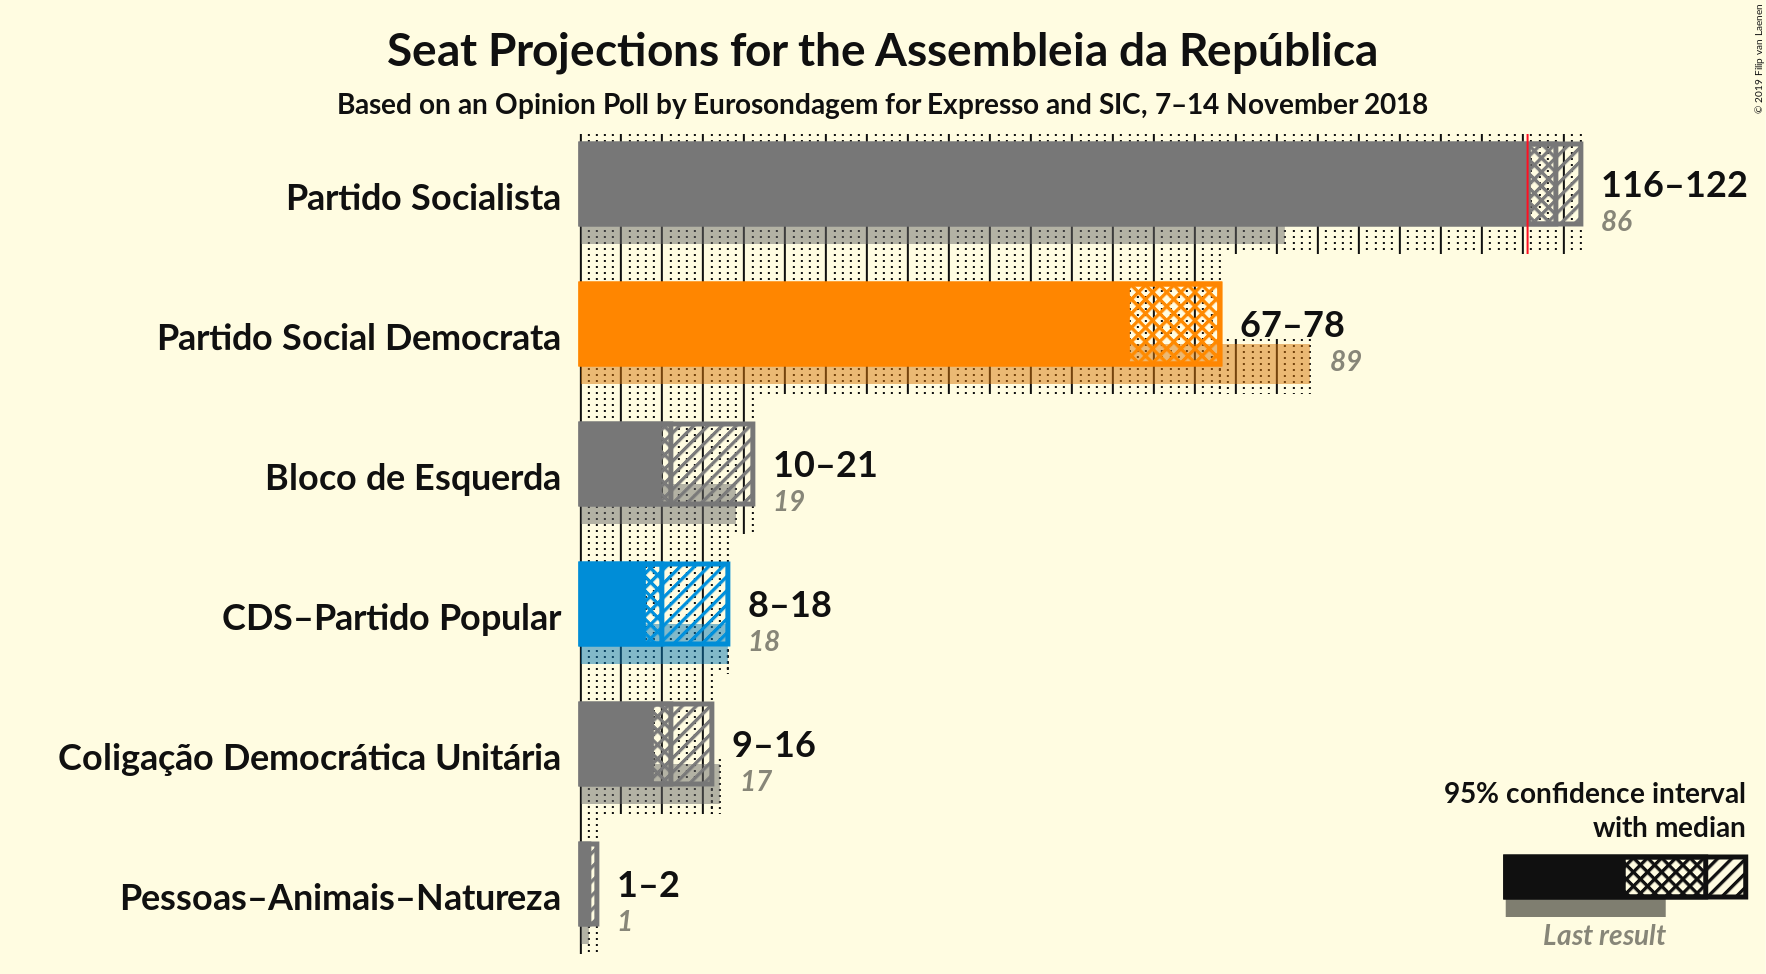 Seat Projections for the Assembleia da República
Based on an Opinion Poll by Eurosondagem for Expresso and SIC, 7–14 November 2018
© 2019 Filip van Laenen
Partido Socialista
116–122
86
Partido Social Democrata
67–78
89
Bloco de Esquerda
10–21
19
CDS–Partido Popular
8–18
18
Coligação Democrática Unitária
9–16
17
Pessoas–Animais–Natureza
1–2
1
95% confidence interval
with median
Last result